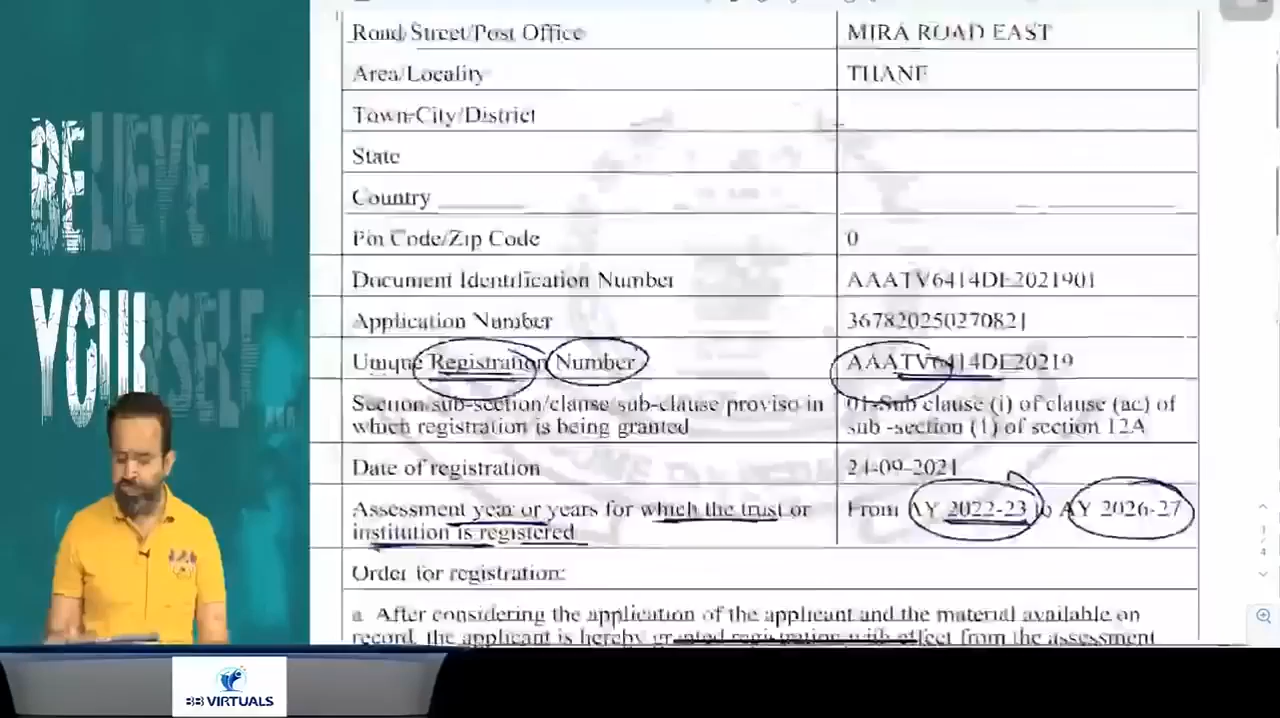 BELIEVE IN
YOURSELF
Road/Street/Post Office MIRA ROAD EAST
Area/Locality THANE
Town/City/District
State
Country
Pin Code/Zip Code 0
Document Identification Number AAATV6414DE2021901
Application Number 367820250270821
Unique Registration Number AAATV6414DE20219
Section/sub-section/clause/sub-clause/proviso in 01-Sub clause (i) of clause (ac) of
which registration is being granted sub -section (1) of section 12A
Date of registration 24-09-2021
Assessment year or years for which the trust or From AY 2022-23 to AY 2026-27
institution is registered
Order for registration:
a. After considering the application of the applicant and the material available on
record, the applicant is hereby granted registration with effect from the assessment
1/4
BB VIRTUALS